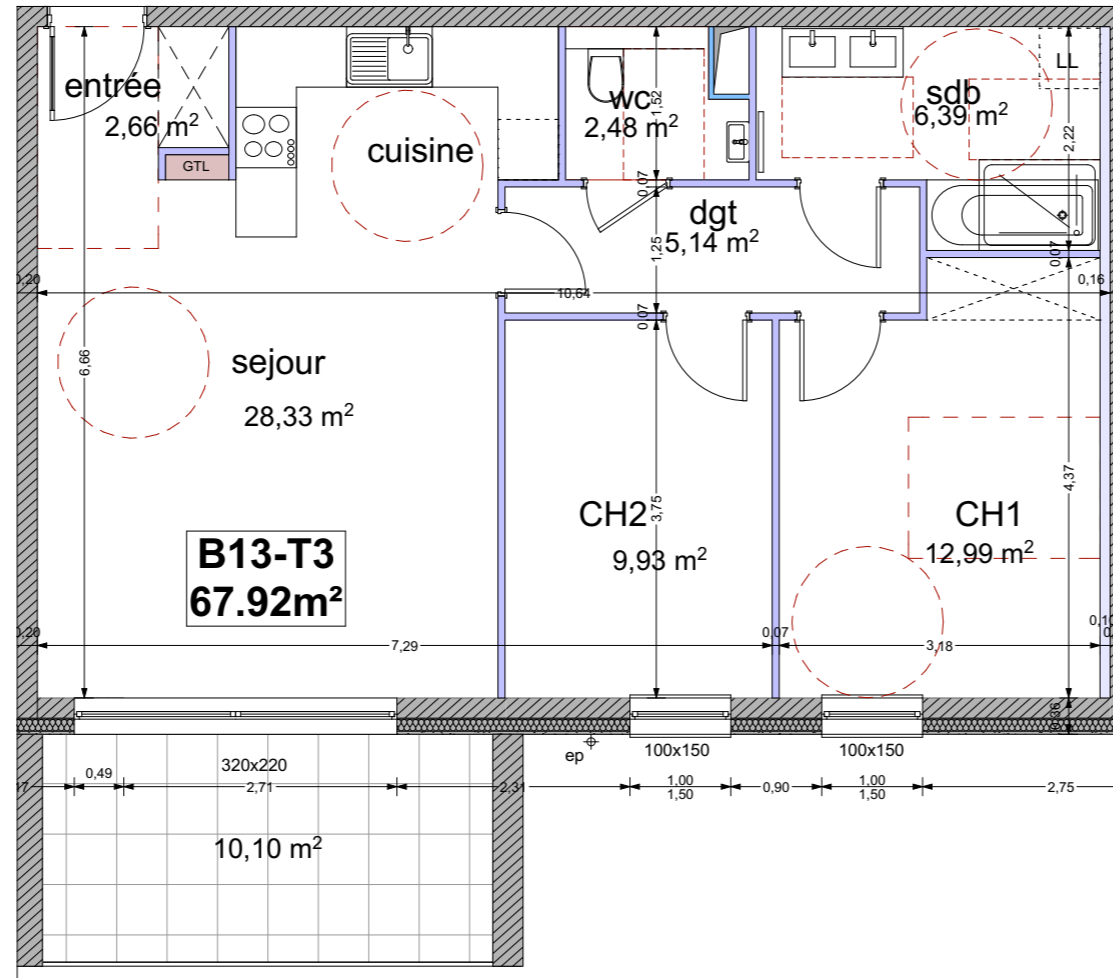 entrée
2,66 m²
GTL
cuisine
wc
2,48 m²
1,52
sdb
6,39 m²
LL
2,22
0,07
dgt
5,14 m²
1,25
0,07
0,07
0,20
10,64
0,16
6,66
sejour
28,33 m²
CH2
9,93 m²
3,75
CH1
12,99 m²
4,37
B13-T3
67.92m²
0,20
7,29
0,07
3,18
0,36
ep
100x150
100x150
320x220
0,49
2,71
2,31
1,00
1,50
0,90
1,00
1,50
2,75
10,10 m²